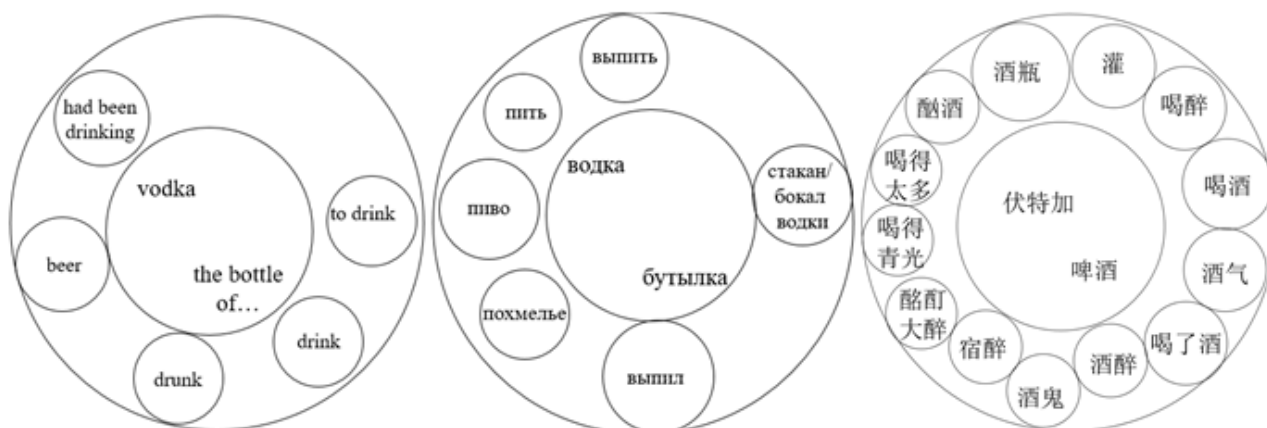 had been
drinking
vodka
to drink
beer
the bottle
of…
drink
drunk
выпить
пить
водка
стакан/
бокал
водки
пиво
бутылка
похмелье
выпил
酒瓶
灌
酗酒
喝醉
喝得
太多
喝酒
伏特加
喝得
青光
啤酒
酒气
酩酊
大醉
宿醉
酒鬼
酒醉
喝了酒